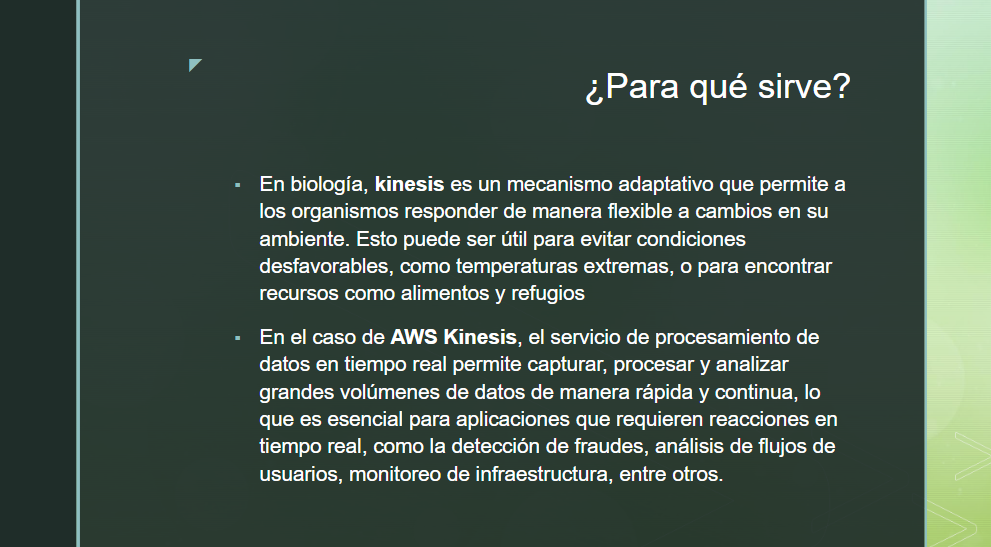 ¿Para qué sirve?
▪ En biología, kinesis es un mecanismo adaptativo que permite a
los organismos responder de manera flexible a cambios en su
ambiente. Esto puede ser útil para evitar condiciones
desfavorables, como temperaturas extremas, o para encontrar
recursos como alimentos y refugios
▪ En el caso de AWS Kinesis, el servicio de procesamiento de
datos en tiempo real permite capturar, procesar y analizar
grandes volúmenes de datos de manera rápida y continua, lo
que es esencial para aplicaciones que requieren reacciones en
tiempo real, como la detección de fraudes, análisis de flujos de
usuarios, monitoreo de infraestructura, entre otros.